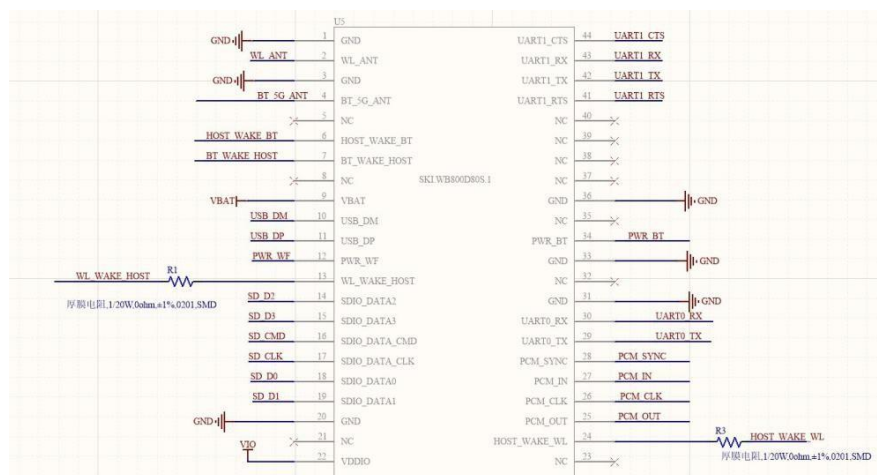 U5
GND 1 GND
WL_ANT 2 WL_ANT
GND 3 GND
BT_5G_ANT 4 BT_5G_ANT
5 NC
HOST_WAKE_BT 6 HOST_WAKE_BT
BT_WAKE_HOST 7 BT_WAKE_HOST
8 NC
VBAT 9 VBAT
USB_DM 10 USB_DM
USB_DP 11 USB_DP
PWR_WF 12 PWR_WF
WL_WAKE_HOST R1 13 WL_WAKE_HOST
厚膜电阻,1/20W,0ohm,±1%,0201,SMD
SD_D2 14 SDIO_DATA2
SD_D3 15 SDIO_DATA3
SD_CMD 16 SDIO_DATA_CMD
SD_CLK 17 SDIO_DATA_CLK
SD_D0 18 SDIO_DATA0
SD_D1 19 SDIO_DATA1
GND 20 GND
21 NC
VIO 22 VDDIO
SKI.WB800D80S.1
UART1_CTS 44 UART1_CTS
UART1_RX 43 UART1_RX
UART1_TX 42 UART1_TX
UART1_RTS 41 UART1_RTS
NC 40
NC 39
NC 38
NC 37
GND 36 GND
NC 35
PWR_BT 34 PWR_BT
GND 33 GND
NC 32
GND 31 GND
UART0_RX 30 UART0_RX
UART0_TX 29 UART0_TX
PCM_SYNC 28 PCM_SYNC
PCM_IN 27 PCM_IN
PCM_CLK 26 PCM_CLK
PCM_OUT 25 PCM_OUT
HOST_WAKE_WL 24 R3 HOST_WAKE_WL
厚膜电阻,1/20W,0ohm,±1%,0201,SMD
NC 23